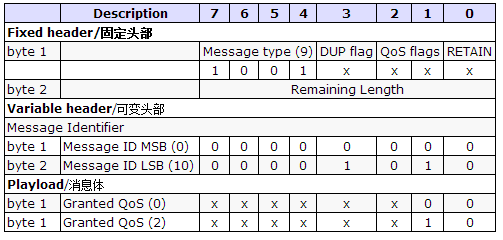 Description 7 6 5 4 3 2 1 0
Fixed header/固定头部
byte 1 Message type (9) DUP flag QoS flags RETAIN
1 0 0 1 x x x x
byte 2 Remaining Length
Variable header/可变头部
Message Identifier
byte 1 Message ID MSB (0) 0 0 0 0 0 0 0 0
byte 2 Message ID LSB (10) 0 0 0 0 1 0 1 0
Playload/消息体
byte 1 Granted QoS (0) x x x x x x 0 0
byte 1 Granted QoS (2) x x x x x x 1 0